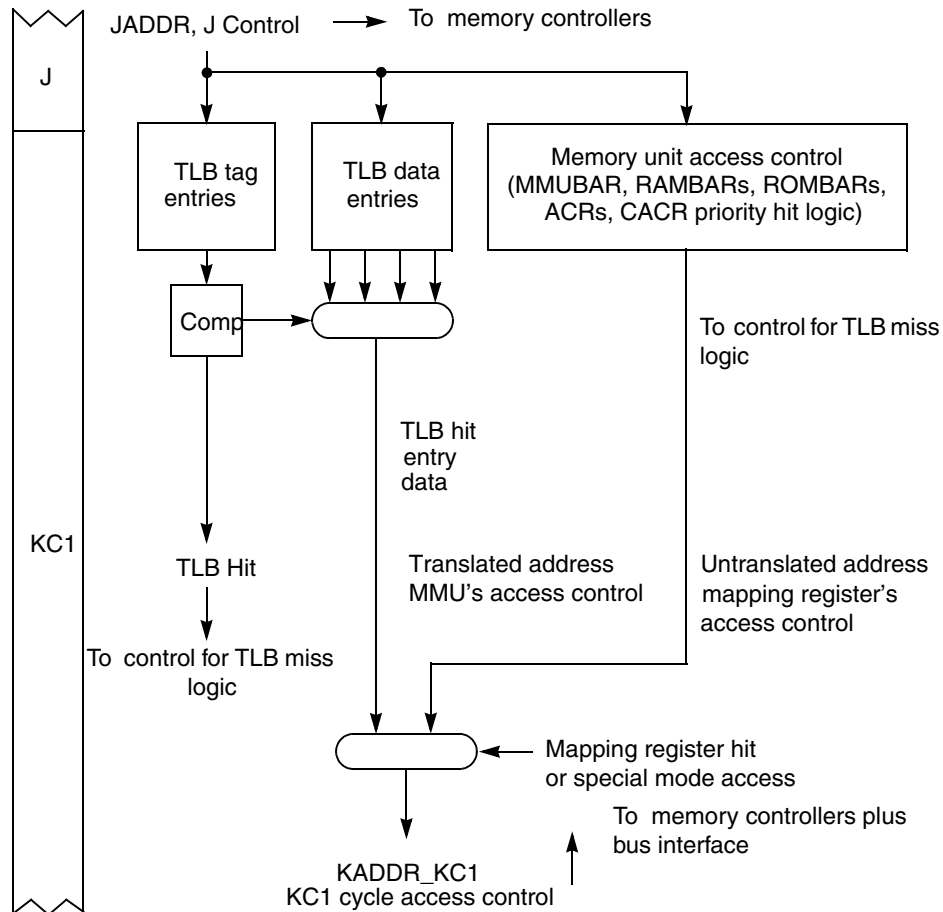 JADDR, J Control
To memory controllers
J
TLB tag
entries
TLB data
entries
Memory unit access control
(MMUBAR, RAMBARs, ROMBARs,
ACRs, CACR priority hit logic)
Comp
To control for TLB miss
logic
TLB hit
entry
data
KC1
TLB Hit
Translated address
MMU's access control
Untranslated address
mapping register's
access control
To control for TLB miss
logic
Mapping register hit
or special mode access
To memory controllers plus
bus interface
KADDR_KC1
KC1 cycle access control